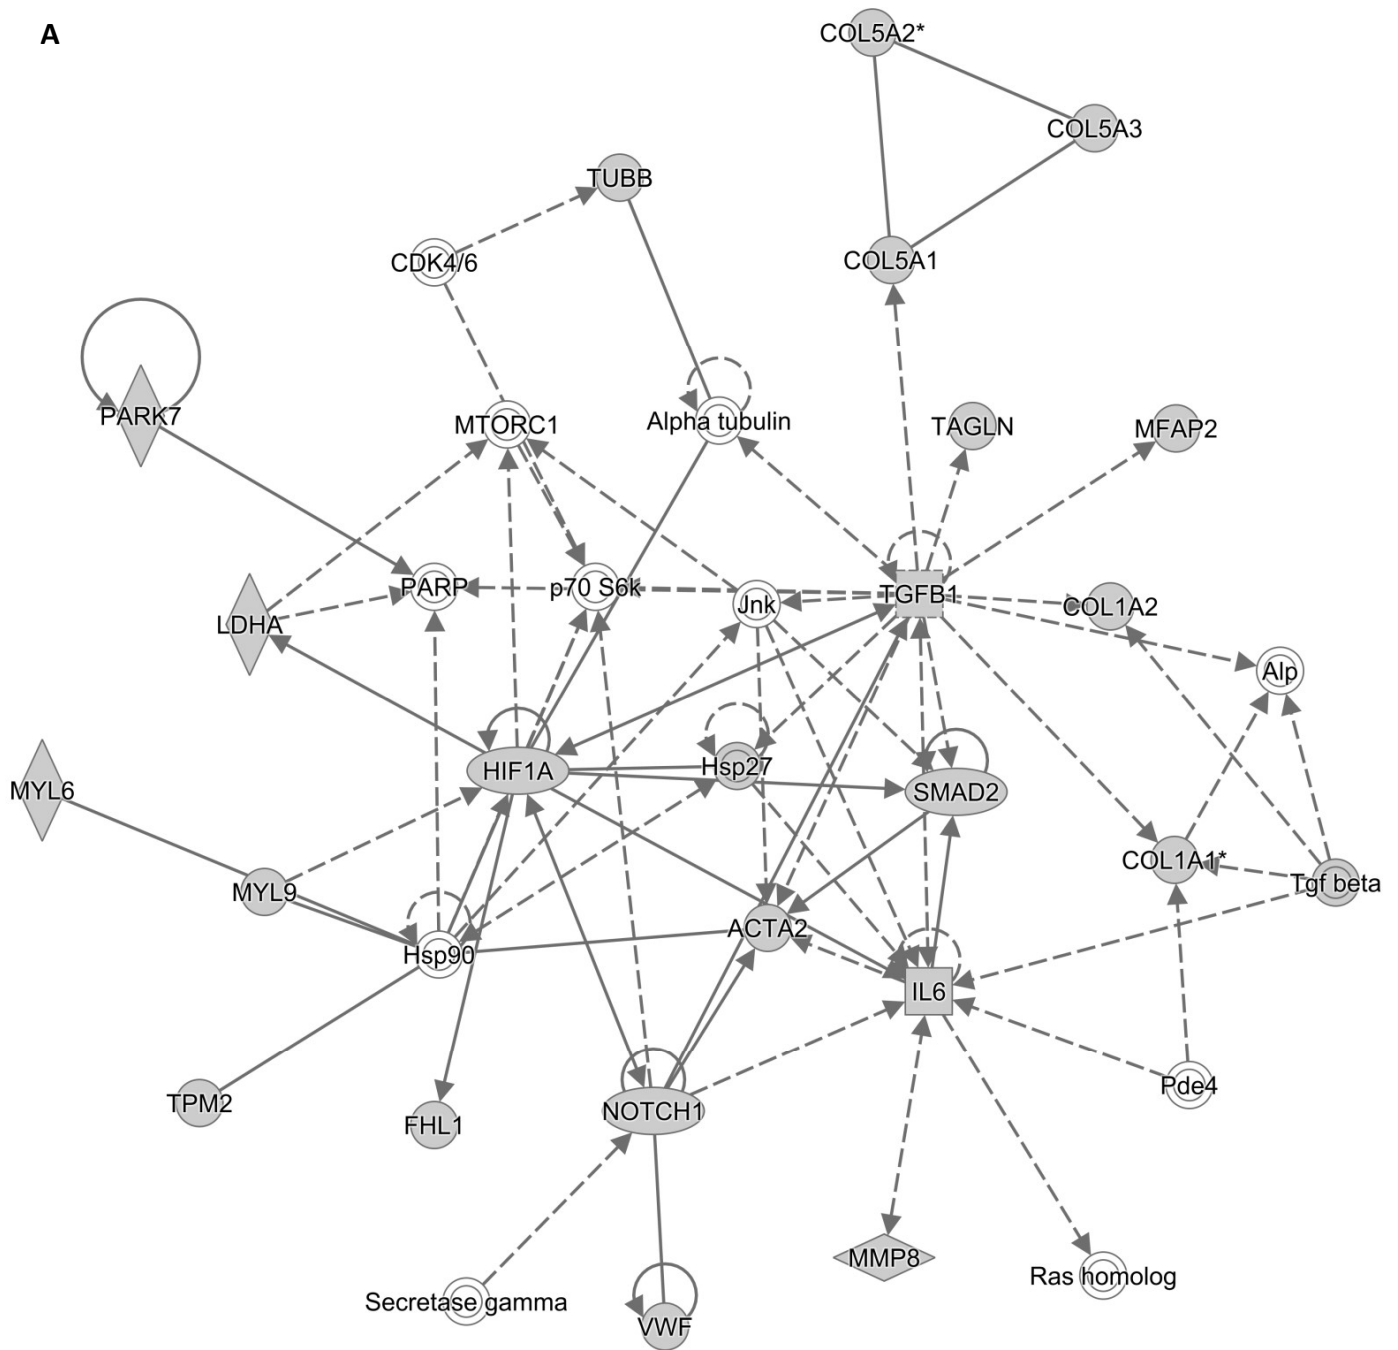 A
COL5A2*
COL5A3
TUBB
COL5A1
CDK4/6
PARK7
MTORC1
Alpha tubulin
TAGLN
MFAP2
PARP
p70 S6k
Jnk
TGFB1
COL1A2
LDHA
Alp
HIF1A
Hsp27
SMAD2
MYL6
COL1A1*
Tgf beta
MYL9
ACTA2
Hsp90
IL6
Pde4
TPM2
FHL1
NOTCH1
MMP8
Ras homolog
Secretase gamma
VWF